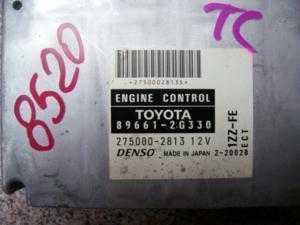 TC
8520
*2750002813S*
ENGINE CONTROL
TOYOTA
89661-2G330
275000-2813 12V
DENSO MADE IN JAPAN 2-20020
1ZZ-FE
ECT